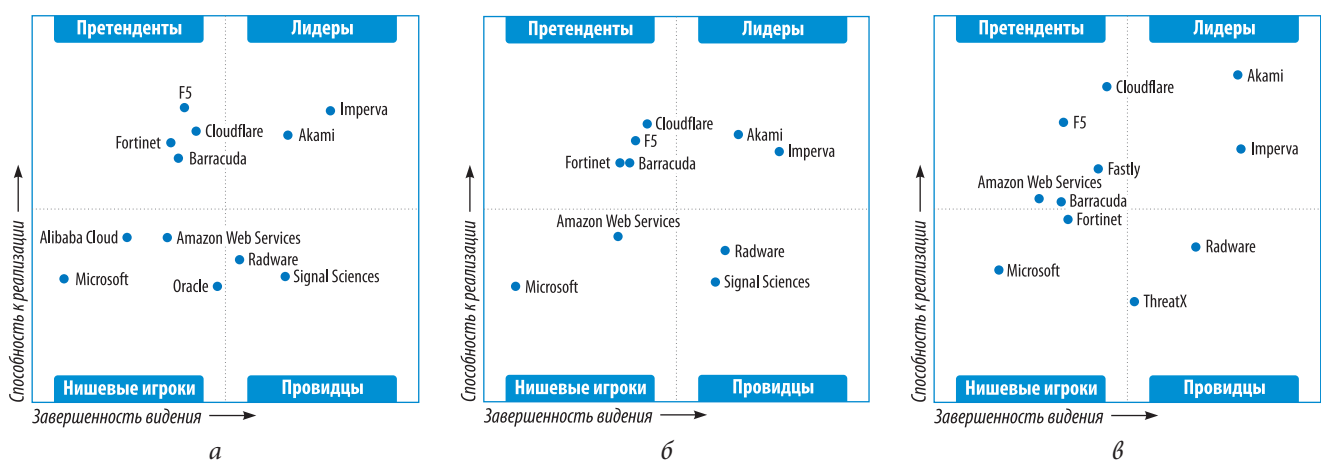 Претенденты
Лидеры
F5
Imperva
Cloudflare
Akami
Fortinet
Barracuda
Alibaba Cloud
Amazon Web Services
Radware
Microsoft
Signal Sciences
Oracle
Нишевые игроки
Провидцы
Способность к реализации
Завершенность видения
а
Претенденты
Лидеры
Cloudflare
Akami
F5
Imperva
Fortinet
Barracuda
Amazon Web Services
Radware
Microsoft
Signal Sciences
Нишевые игроки
Провидцы
Способность к реализации
Завершенность видения
б
Претенденты
Лидеры
Akami
Cloudflare
F5
Imperva
Fastly
Amazon Web Services
Barracuda
Fortinet
Radware
Microsoft
ThreatX
Нишевые игроки
Провидцы
Способность к реализации
Завершенность видения
в